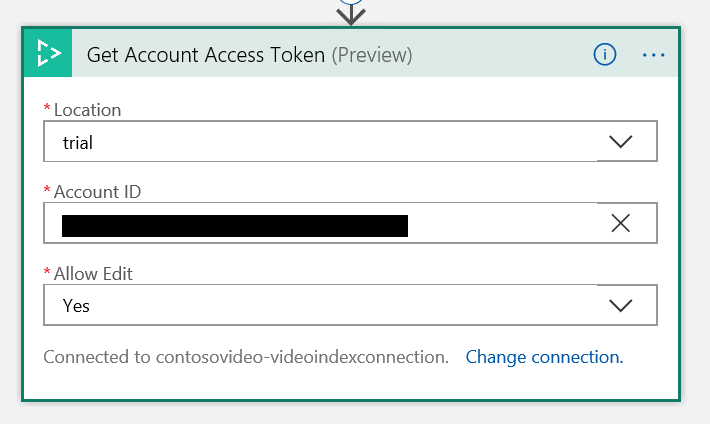 Get Account Access Token (Preview)
* Location
trial
* Account ID
* Allow Edit
Yes
Connected to contosovideo-videoindexconnection. Change connection.